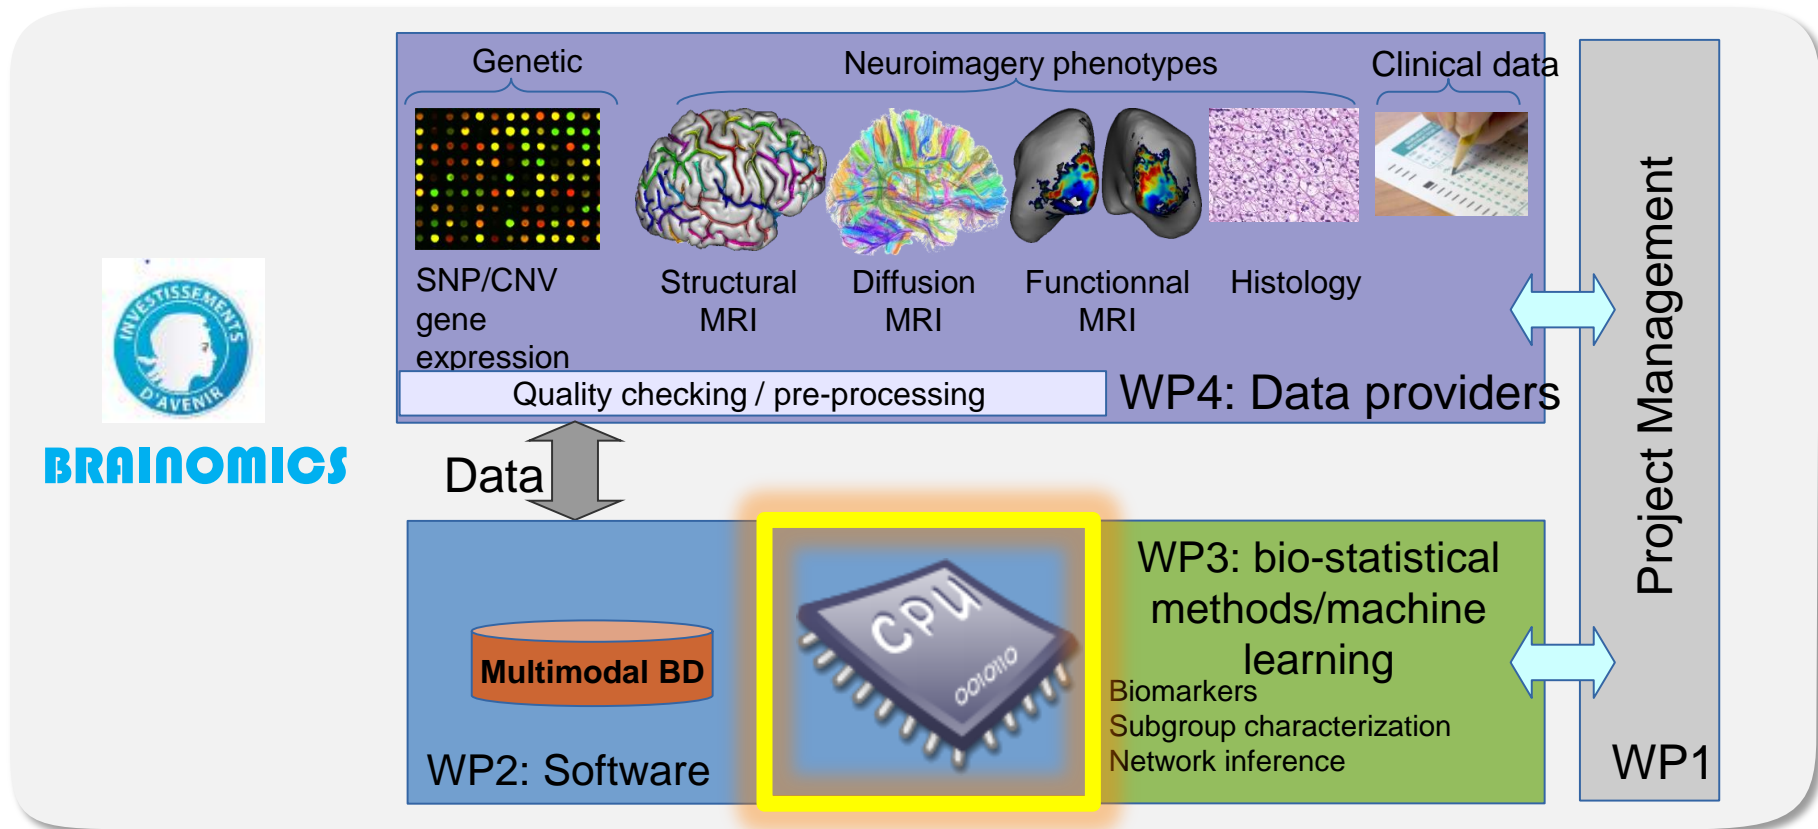 Genetic
Neuroimagery phenotypes
Clinical data
SNP/CNV
gene
expression
Structural
MRI
Diffusion
MRI
Functionnal
MRI
Histology
Quality checking / pre-processing
WP4: Data providers
INVESTISSEMENTS
D'AVENIR
BRAINOMICS
Data
Multimodal BD
WP2: Software
CPU
0010110
WP3: bio-statistical
methods/machine
learning
Biomarkers
Subgroup characterization
Network inference
Project Management
WP1